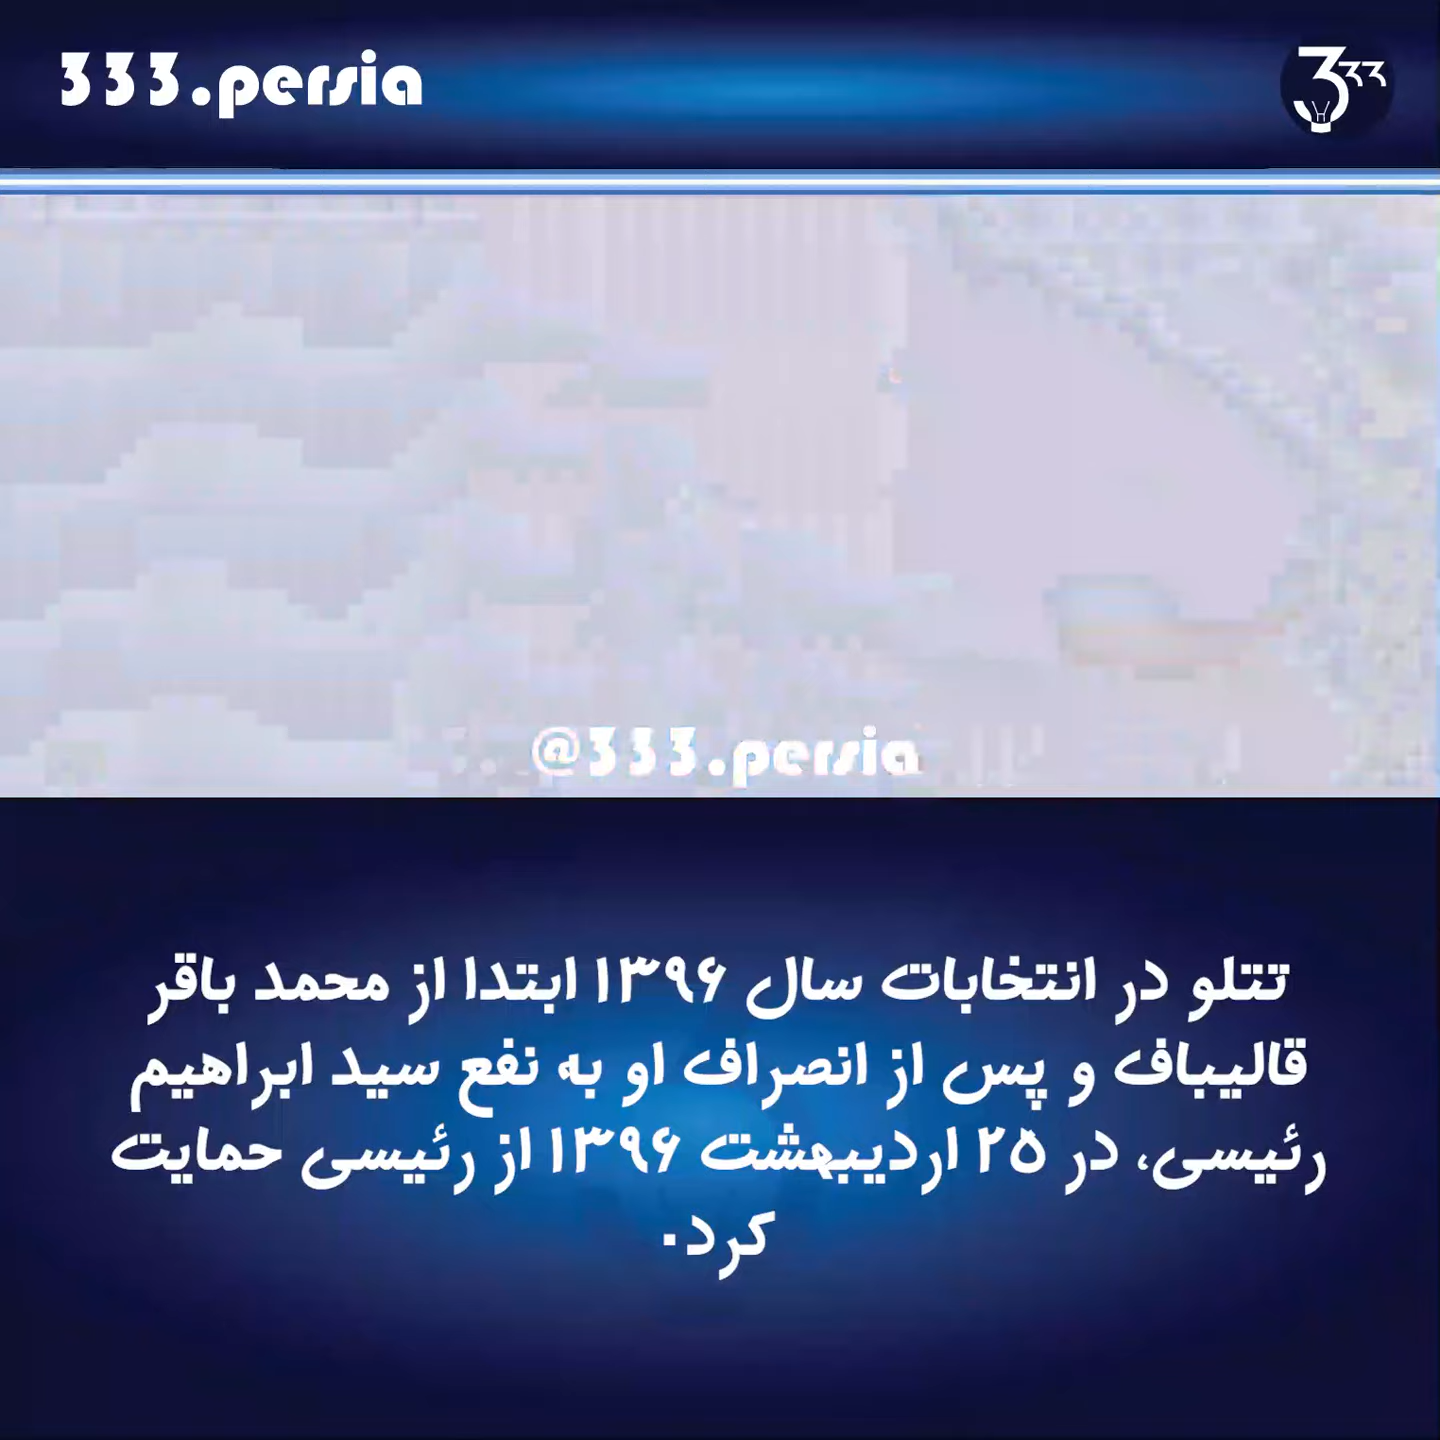 333.persia
333
@333.persia
تتلو در انتخابات سال ۱۳۹۶ ابتدا از محمد باقر
قالیباف و پس از انصراف او به نفع سید ابراهیم
رئیسی، در ۲۵ اردیبهشت ۱۳۹۶ از رئیسی حمایت
کرد.